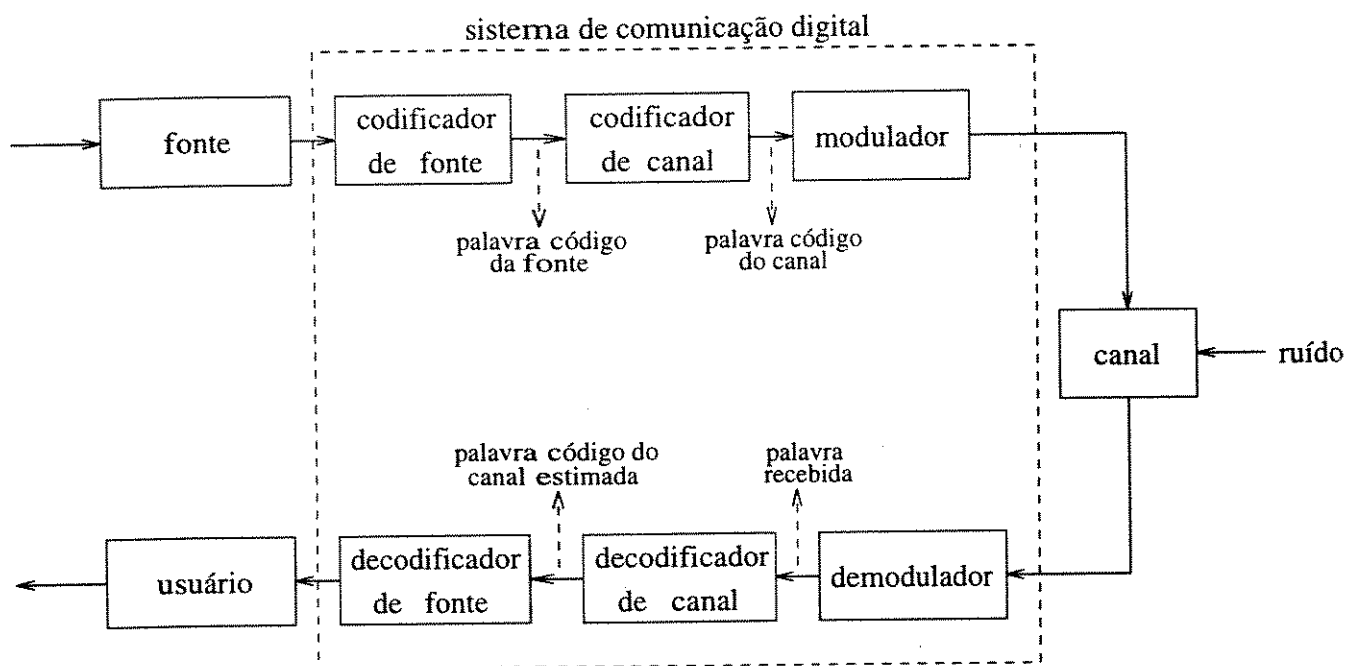 sistema de comunicação digital
fonte
codificador
de fonte
codificador
de canal
modulador
palavra código
da fonte
palavra código
do canal
canal
ruído
palavra código do
canal estimada
palavra
recebida
usuário
decodificador
de fonte
decodificador
de canal
demodulador